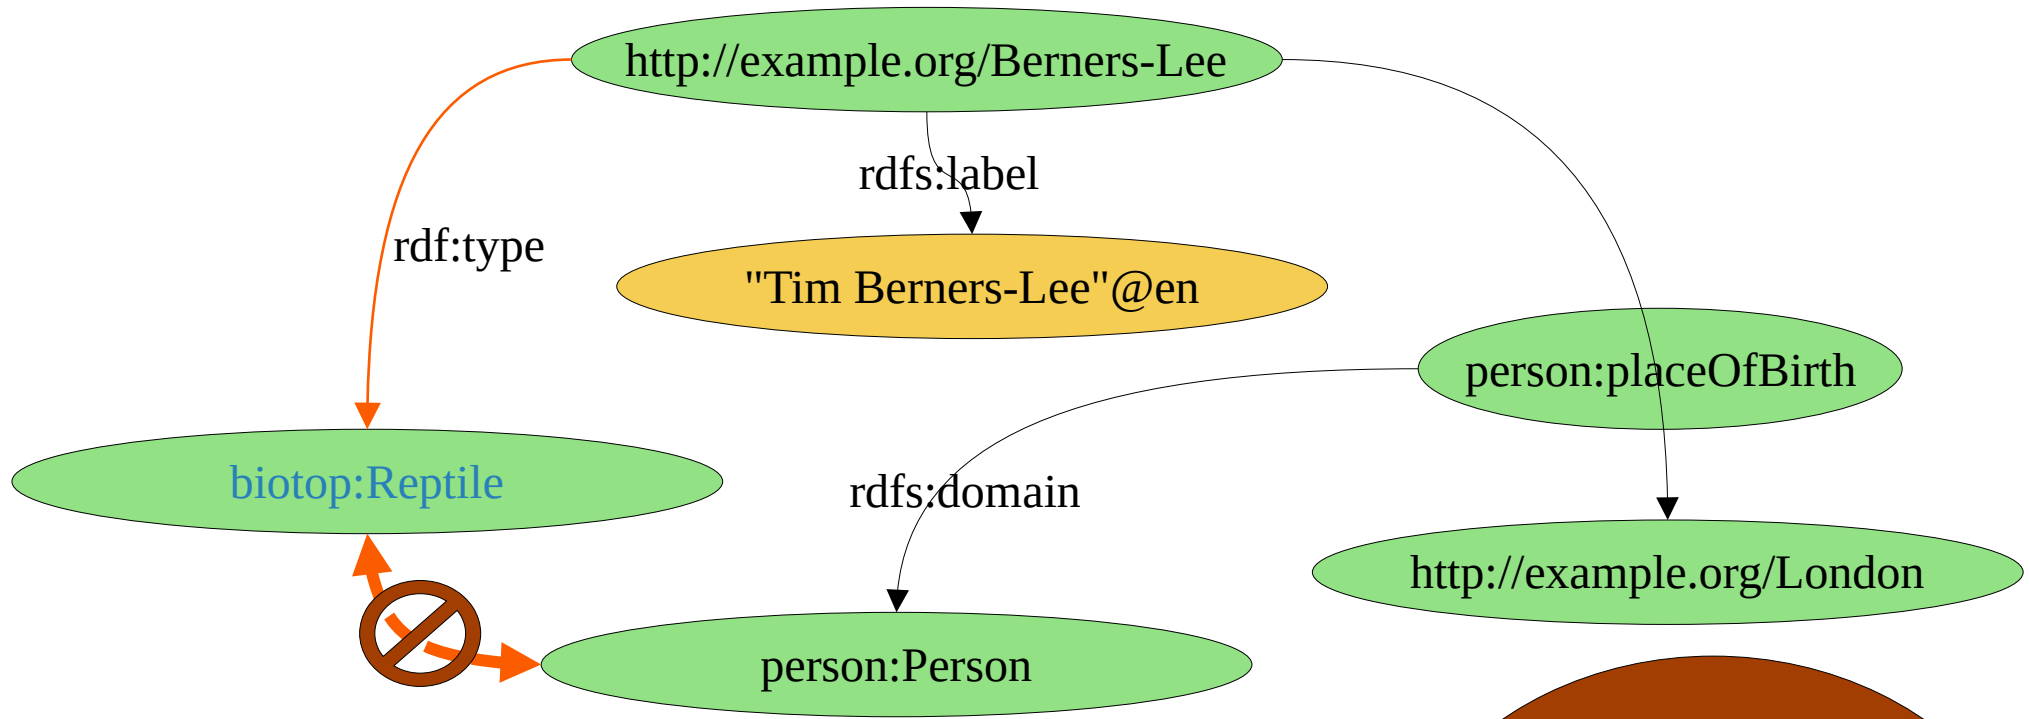 http://example.org/Berners-Lee
rdfs:label
rdf:type
"Tim Berners-Lee"@en
person:placeOfBirth
biotop:Reptile
rdfs:domain
http://example.org/London
person:Person